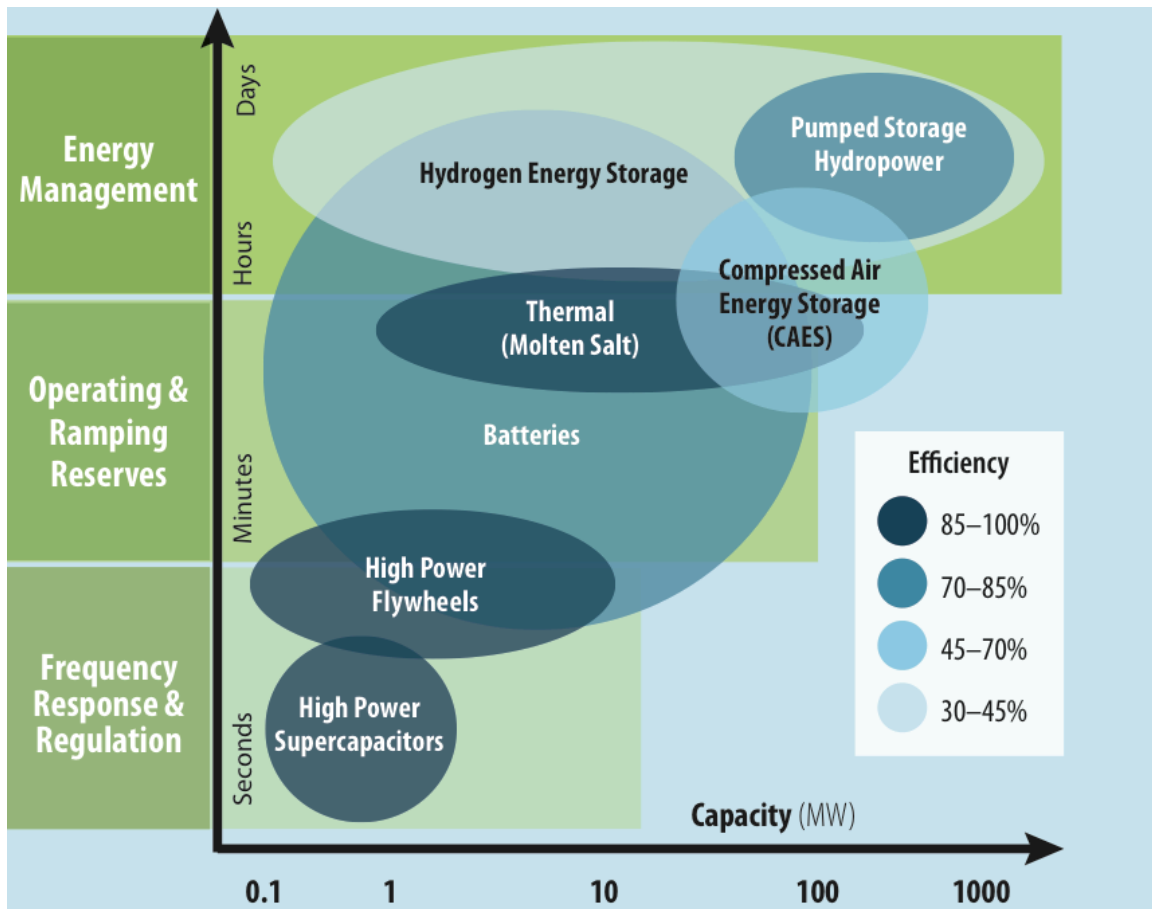 Energy
Management
Operating &
Ramping
Reserves
Frequency
Response &
Regulation
Days
Hours
Minutes
Seconds
Hydrogen Energy Storage
Pumped Storage
Hydropower
Compressed Air
Energy Storage
(CAES)
Thermal
(Molten Salt)
Batteries
High Power
Flywheels
High Power
Supercapacitors
Efficiency
85–100%
70–85%
45–70%
30–45%
Capacity (MW)
0.1 1 10 100 1000